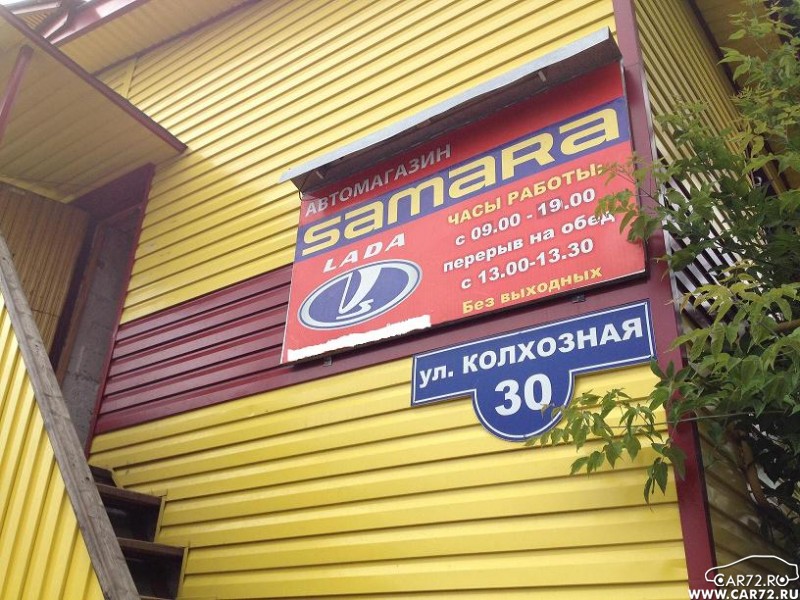 АВТОМАГАЗИН
SAMARA
LADA
ЧАСЫ РАБОТЫ:
с 09.00 - 19.00
перерыв на обед
с 13.00-13.30
Без выходных
ул. КОЛХОЗНАЯ
30
CAR72.RU
WWW.CAR72.RU